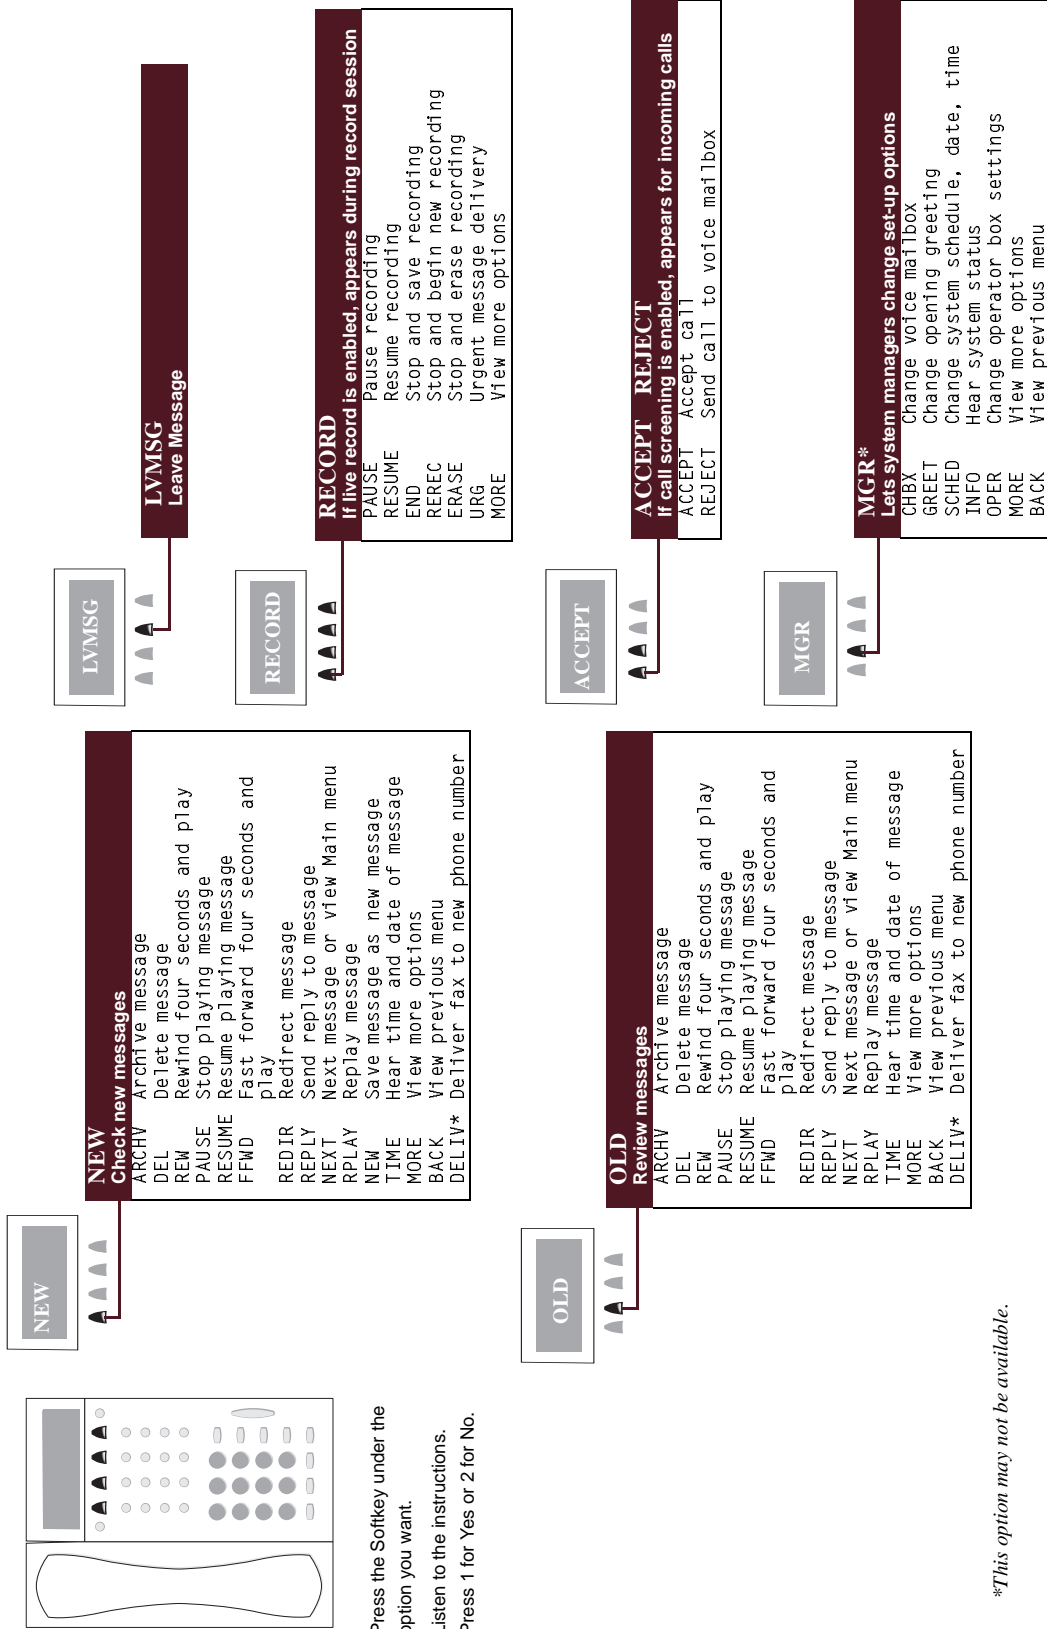 Press the Softkey under the
option you want.
Listen to the instructions.
Press 1 for Yes or 2 for No.
NEW
NEW
Check new messages
ARCHV Archive message
DEL Delete message
REW Rewind four seconds and play
PAUSE Stop playing message
RESUME Resume playing message
FFWD Fast forward four seconds and
play
REDIR Redirect message
REPLY Send reply to message
NEXT Next message or view Main menu
RPLAY Replay message
NEW Save message as new message
TIME Hear time and date of message
MORE View more options
BACK View previous menu
DELIV* Deliver fax to new phone number
OLD
OLD
Review messages
ARCHV Archive message
DEL Delete message
REW Rewind four seconds and play
PAUSE Stop playing message
RESUME Resume playing message
FFWD Fast forward four seconds and
play
REDIR Redirect message
REPLY Send reply to message
NEXT Next message or view Main menu
RPLAY Replay message
TIME Hear time and date of message
MORE View more options
BACK View previous menu
DELIV* Deliver fax to new phone number
LVMSG
LVMSG
Leave Message
RECORD
RECORD
If live record is enabled, appears during record session
PAUSE Pause recording
RESUME Resume recording
END Stop and save recording
REREC Stop and begin new recording
ERASE Stop and erase recording
URG Urgent message delivery
MORE View more options
ACCEPT
ACCEPT REJECT
If call screening is enabled, appears for incoming calls
ACCEPT Accept call
REJECT Send call to voice mailbox
MGR
MGR*
Lets system managers change set-up options
CHBX Change voice mailbox
GREET Change opening greeting
SCHED Change system schedule, date, time
INFO Hear system status
OPER Change operator box settings
MORE View more options
BACK View previous menu
*This option may not be available.